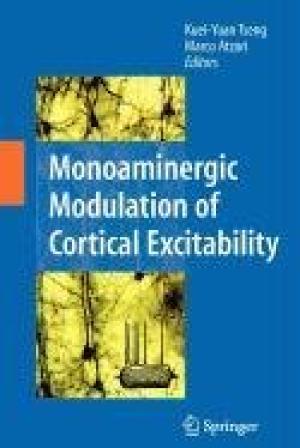 Kuei-Yuan Tseng
Marco Atzori
Editors
Monoaminergic
Modulation of
Cortical Excitability
Springer